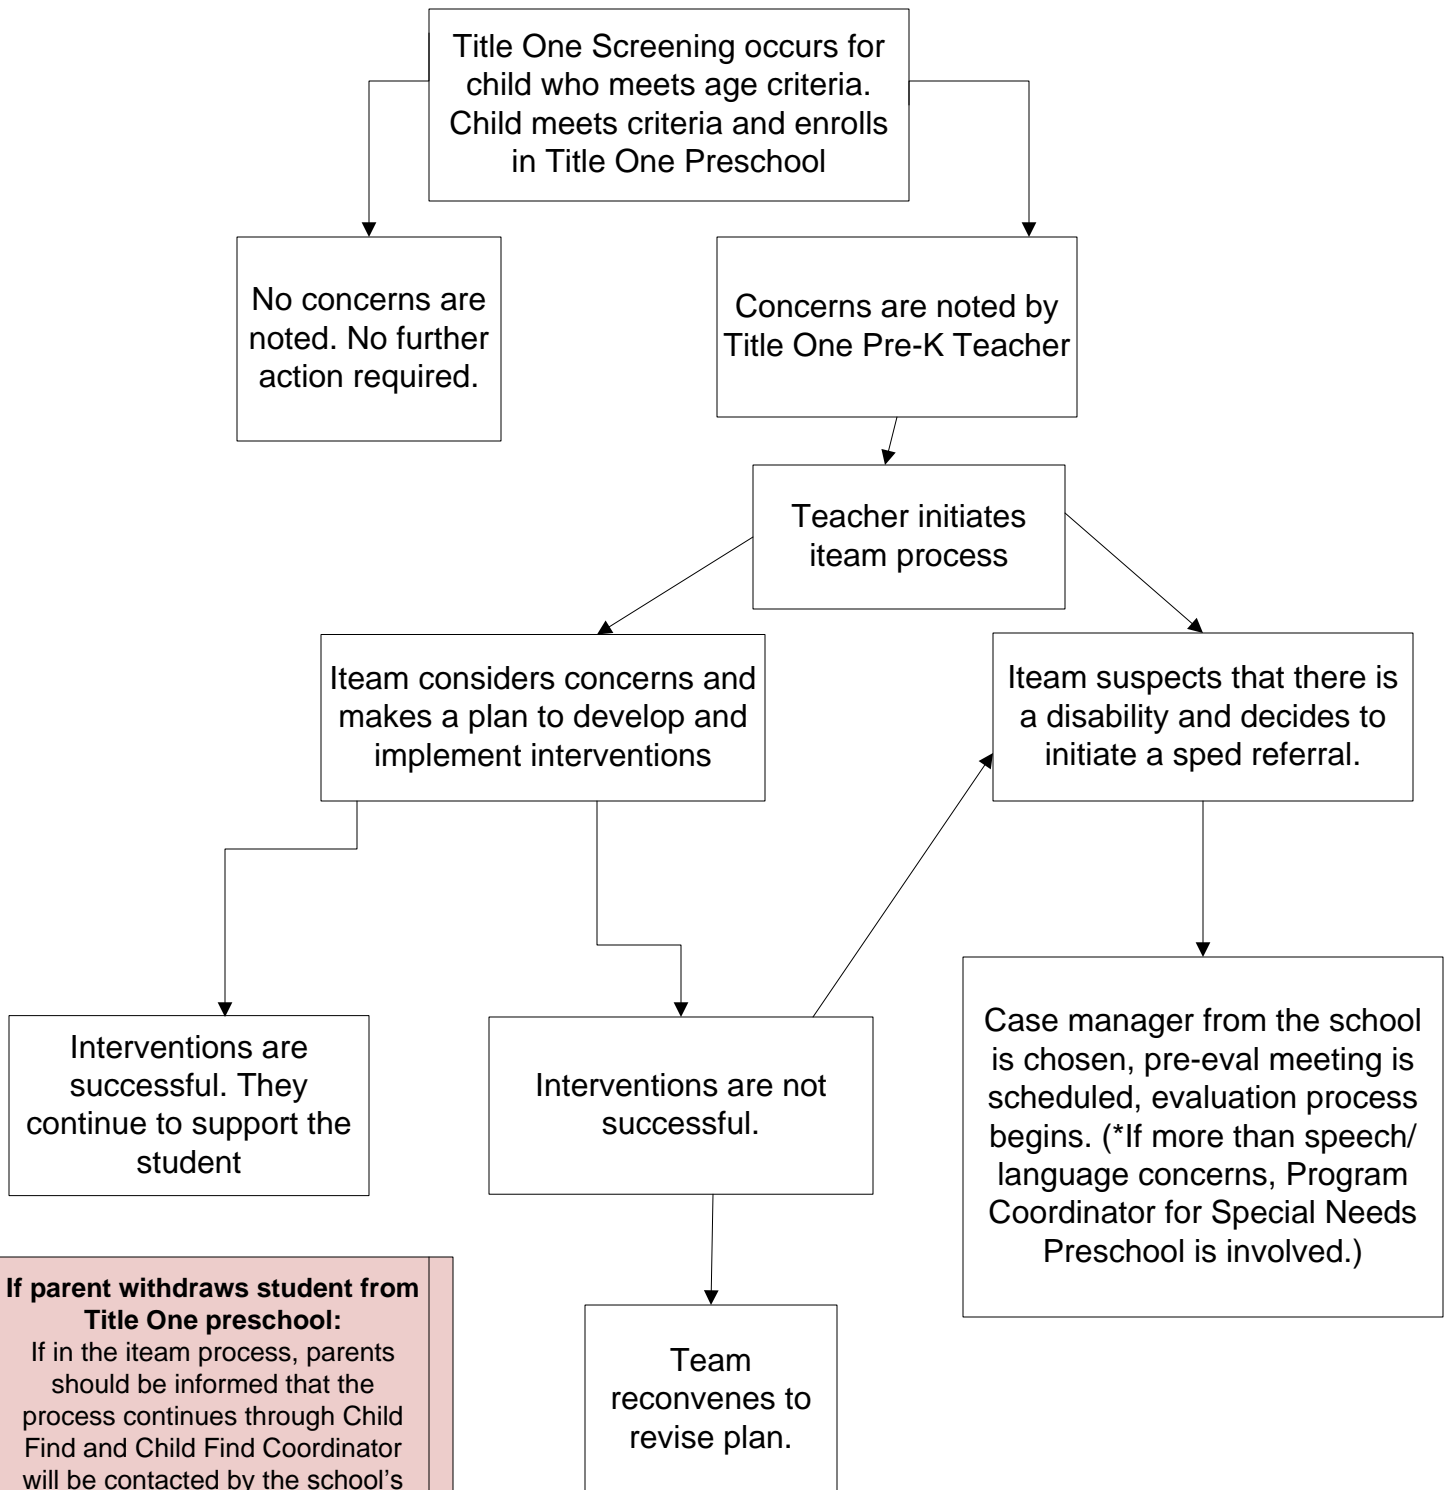 Title One Screening occurs for
child who meets age criteria.
Child meets criteria and enrolls
in Title One Preschool
No concerns are
noted. No further
action required.
Concerns are noted by
Title One Pre-K Teacher
Teacher initiates
iteam process
Iteam considers concerns and
makes a plan to develop and
implement interventions
Iteam suspects that there is
a disability and decides to
initiate a sped referral.
Interventions are
successful. They
continue to support the
student
Interventions are not
successful.
Case manager from the school
is chosen, pre-eval meeting is
scheduled, evaluation process
begins. (*If more than speech/
language concerns, Program
Coordinator for Special Needs
Preschool is involved.)
If parent withdraws student from
Title One preschool:
If in the iteam process, parents
should be informed that the
process continues through Child
Find and Child Find Coordinator
will be contacted by the school’s
Team
reconvenes to
revise plan.